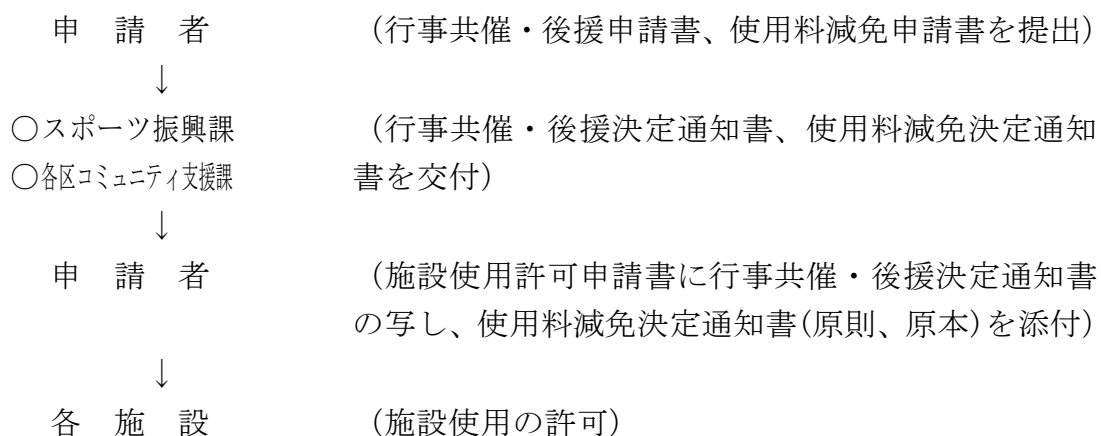 申 請 者 （行事共催・後援申請書、使用料減免申請書を提出）
↓
○スポーツ振興課 （行事共催・後援決定通知書、使用料減免決定通知
○各区コミュニティ支援課 書を交付）
↓
申 請 者 （施設使用許可申請書に行事共催・後援決定通知書
の写し、使用料減免決定通知書(原則、原本)を添付）
↓
各 施 設 （施設使用の許可）